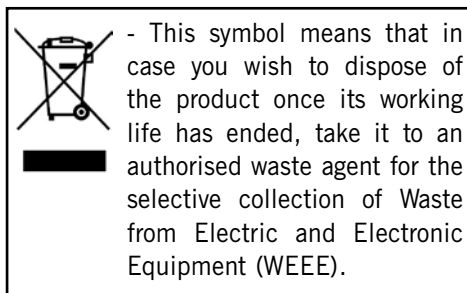 - This symbol means that in
case you wish to dispose of
the product once its working
life has ended, take it to an
authorised waste agent for the
selective collection of Waste
from Electric and Electronic
Equipment (WEEE).